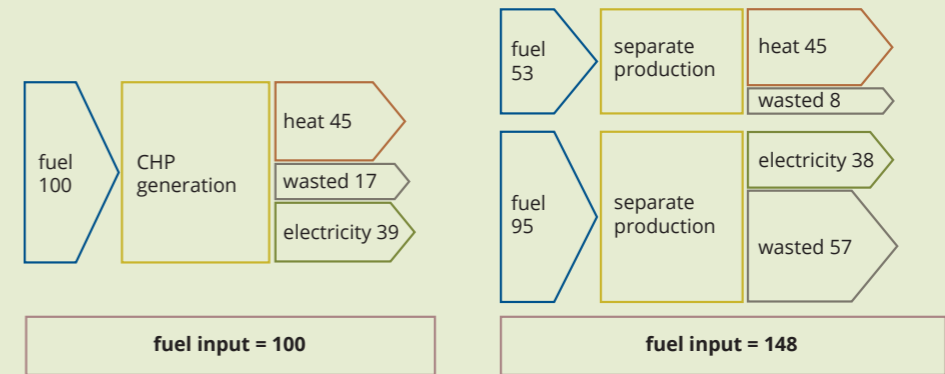 fuel
100
CHP
generation
heat 45
wasted 17
electricity 39
fuel input = 100
fuel
53
separate
production
heat 45
wasted 8
fuel
95
separate
production
electricity 38
wasted 57
fuel input = 148